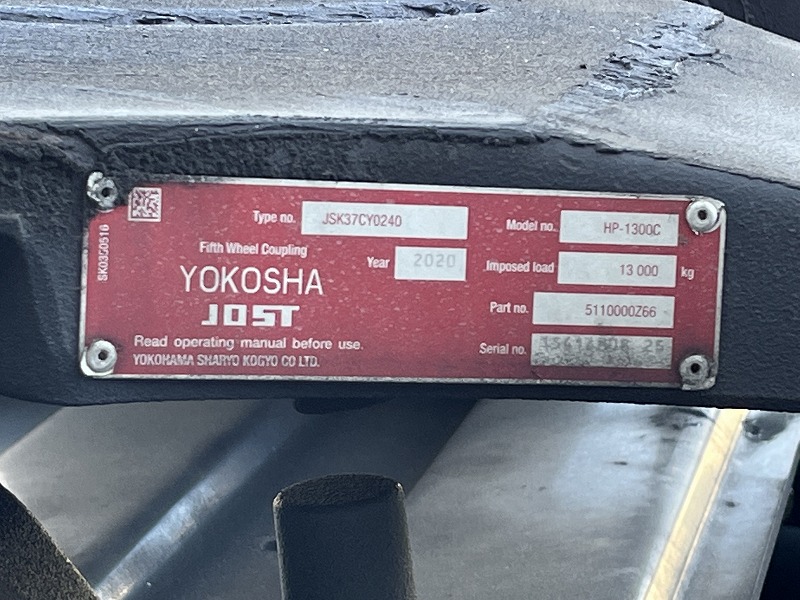 SK0350516
Type no. JSK37CY0240
Fifth Wheel Coupling
Year 2020
YOKOSHA
JOST
Read operating manual before use.
YOKOHAMA SHARYO KOGYO CO LTD.
Model no. HP-1300C
Imposed load 13 000 kg
Part no. 5110000Z66
Serial no.